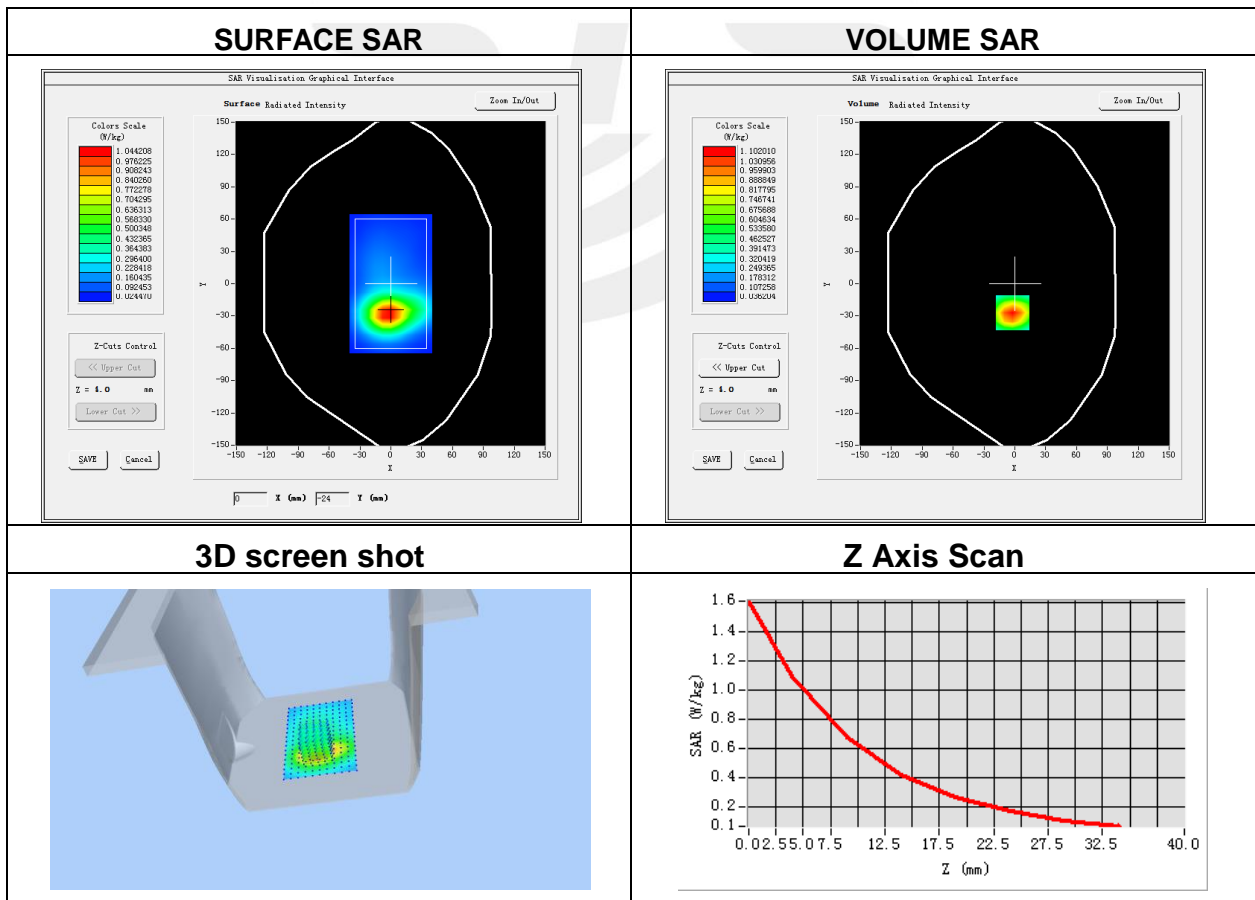 SURFACE SAR
SAR Visualisation Graphical Interface
Surface Radiated Intensity
Zoom In/Out
Colors Scale
(W/kg)
1.044208
0.976225
0.908243
0.840260
0.772278
0.704295
0.636313
0.568330
0.500348
0.432365
0.364383
0.296400
0.228418
0.160435
0.092453
0.024470
Z-Cuts Control
<< Upper Cut
Z = 4.0 mm
Lower Cut >>
SAVE Cancel
150
120
90
60
30
0
-30
-60
-90
-120
-150
Y
-150 -120 -90 -60 -30 0 30 60 90 120 150
X
0 X (mm) -24 Y (mm)
VOLUME SAR
SAR Visualisation Graphical Interface
Volume Radiated Intensity
Zoom In/Out
Colors Scale
(W/kg)
1.102010
1.030956
0.959903
0.888849
0.817795
0.746741
0.675688
0.604634
0.533580
0.462527
0.391473
0.320419
0.249365
0.178312
0.107258
0.036204
Z-Cuts Control
<< Upper Cut
Z = 4.0 mm
Lower Cut >>
SAVE Cancel
150
120
90
60
30
0
-30
-60
-90
-120
-150
Y
-150 -120 -90 -60 -30 0 30 60 90 120 150
X
3D screen shot
Z Axis Scan
SAR (W/kg)
1.6
1.4
1.2
1.0
0.8
0.6
0.4
0.2
0.1
0.0 2.5 5.0 7.5 12.5 17.5 22.5 27.5 32.5 40.0
Z (mm)